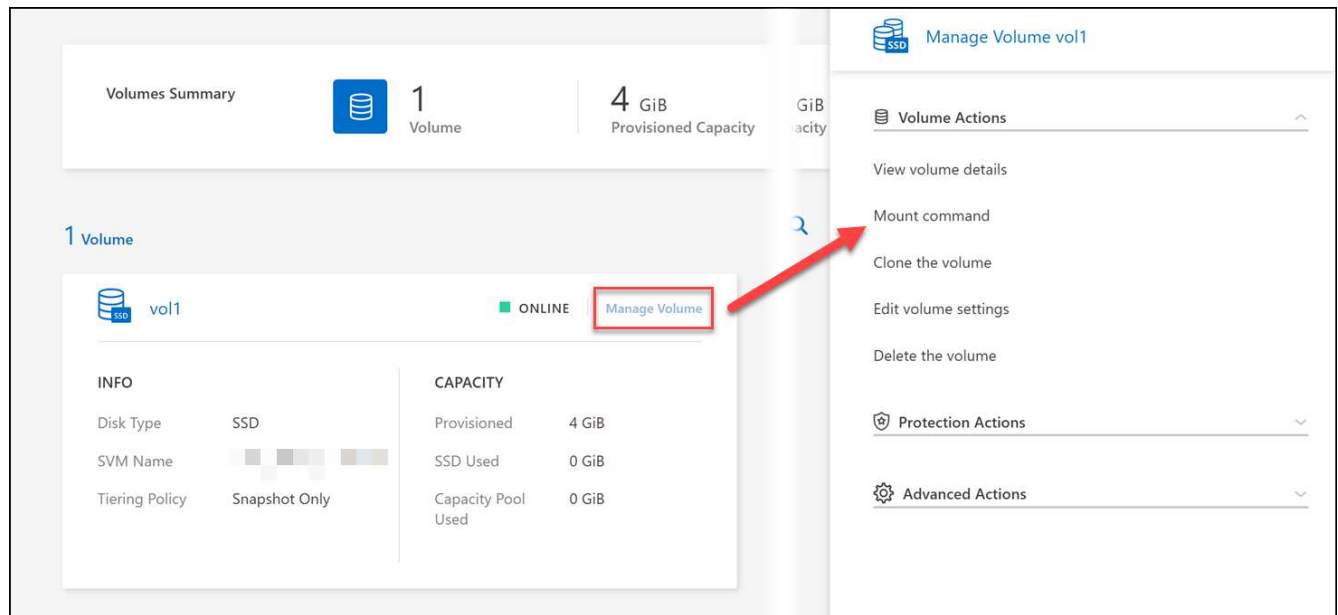 Volumes Summary
1
Volume
4 GiB
Provisioned Capacity
GiB
acity
1 Volume
SSD
vol1
ONLINE
Manage Volume
INFO
Disk Type SSD
SVM Name
Tiering Policy Snapshot Only
CAPACITY
Provisioned 4 GiB
SSD Used 0 GiB
Capacity Pool 0 GiB
Used
SSD
Manage Volume vol1
Volume Actions
View volume details
Mount command
Clone the volume
Edit volume settings
Delete the volume
Protection Actions
Advanced Actions